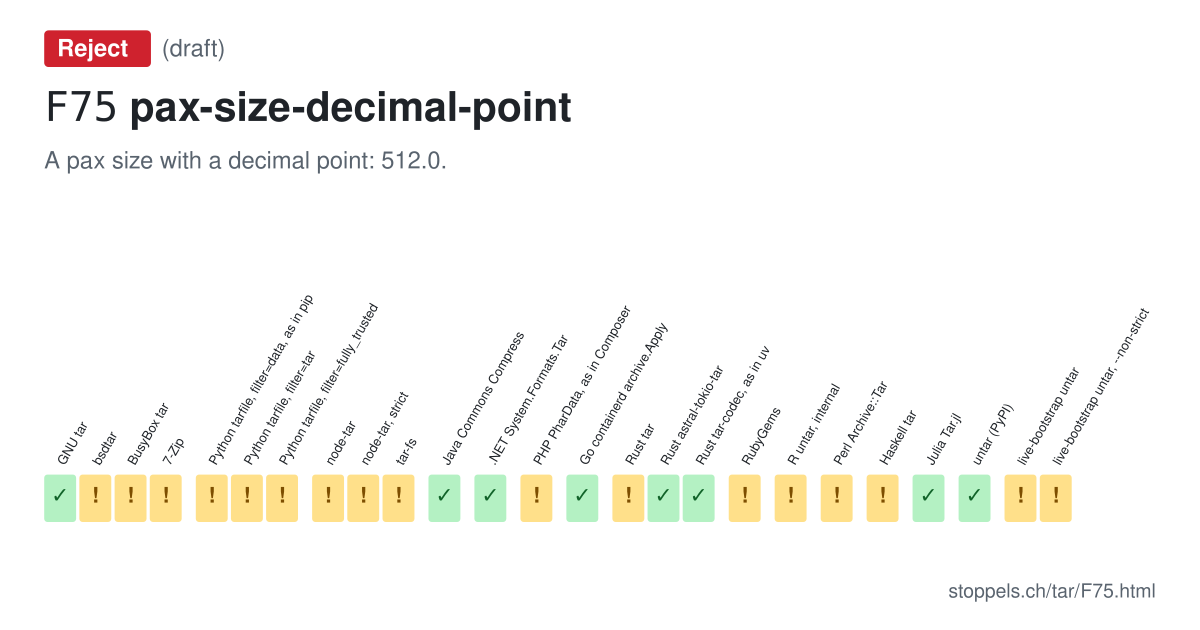 Reject (draft)
F75 pax-size-decimal-point
A pax size with a decimal point: 512.0.
GNU tar
bsdtar
BusyBox tar
7-Zip
Python tarfile, filter=data, as in pip
Python tarfile, filter=tar
Python tarfile, filter=fully_trusted
node-tar
node-tar, strict
tar-fs
Java Commons Compress
.NET System.Formats.Tar
PHP PharData, as in Composer
Go containerd archive.Apply
Rust tar
Rust astral-tokio-tar
Rust tar-codec, as in uv
RubyGems
R untar, internal
Perl Archive::Tar
Haskell tar
Julia Tar.jl
untar (PyPI)
live-bootstrap untar
live-bootstrap untar, --non-strict
✓ ! ! ! ! ! ! ! ! ! ✓ ✓ ! ✓ ! ✓ ✓ ! ! ! ! ✓ ✓ ! !
stoppels.ch/tar/F75.html